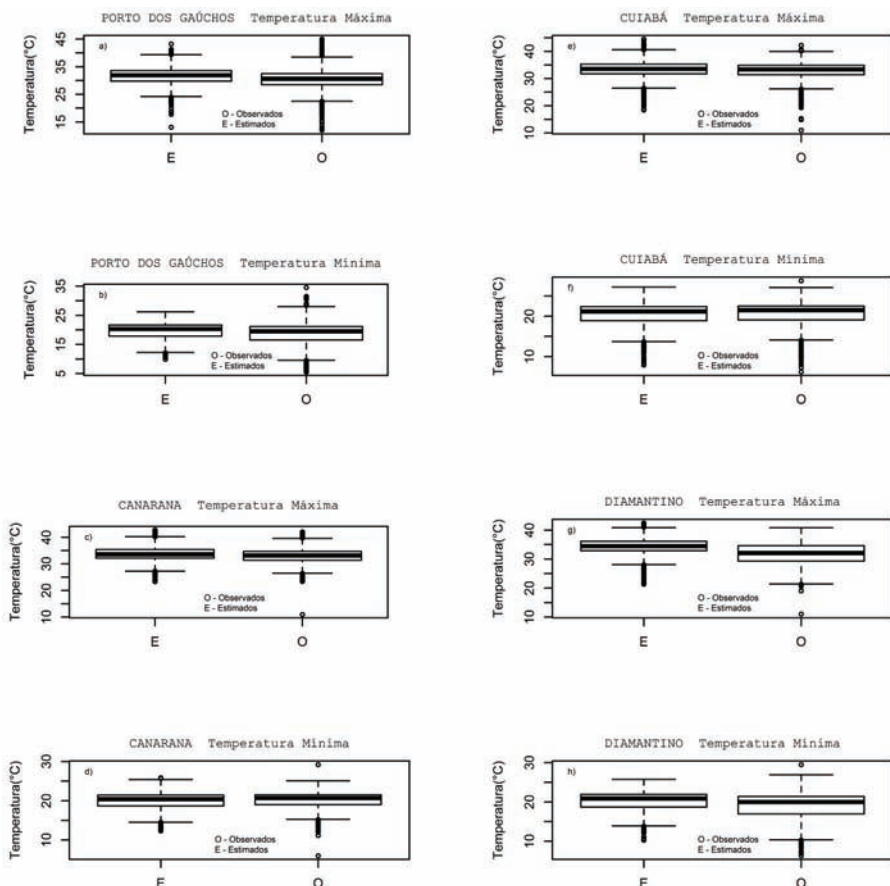 PORTO DOS GAÚCHOS Temperatura Máxima
a)
Temperatura(°C)
45
35
25
15
O - Observados
E - Estimados
E
O
CUIABÁ Temperatura Máxima
e)
Temperatura(°C)
40
30
20
10
O - Observados
E - Estimados
E
O
PORTO DOS GAÚCHOS Temperatura Mínima
b)
Temperatura(°C)
35
25
15
5
O - Observados
E - Estimados
E
O
CUIABÁ Temperatura Mínima
f)
Temperatura(°C)
20
10
O - Observados
E - Estimados
E
O
CANARANA Temperatura Máxima
c)
Temperatura(°C)
40
30
20
10
O - Observados
E - Estimados
E
O
DIAMANTINO Temperatura Máxima
g)
Temperatura(°C)
40
30
20
10
O - Observados
E - Estimados
E
O
CANARANA Temperatura Mínima
d)
Temperatura(°C)
30
20
10
O - Observados
E - Estimados
E
O
DIAMANTINO Temperatura Mínima
h)
Temperatura(°C)
30
20
10
O - Observados
E - Estimados
E
O